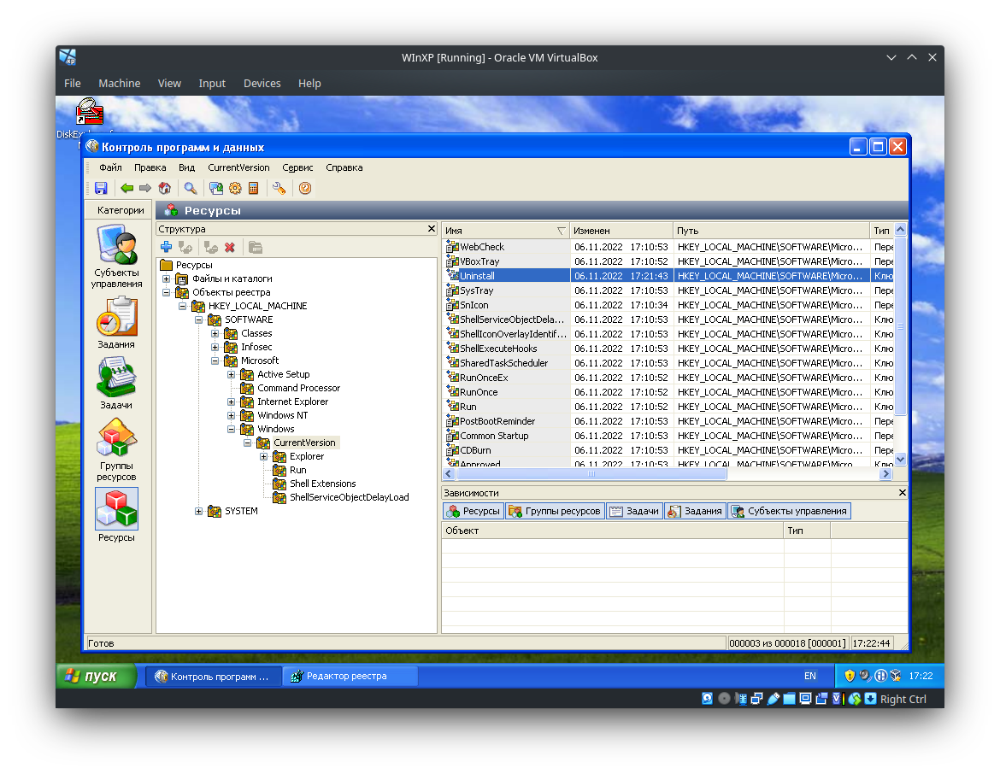 WInXP [Running] - Oracle VM VirtualBox
File Machine View Input Devices Help
Контроль программ и данных
Файл Правка Вид CurrentVersion Сервис Справка
Категории
Субъекты
управления
Задания
Задачи
Группы
ресурсов
Ресурсы
Ресурсы
Структура
Ресурсы
Файлы и каталоги
Объекты реестра
HKEY_LOCAL_MACHINE
SOFTWARE
Classes
Infosec
Microsoft
Active Setup
Command Processor
Internet Explorer
Windows NT
Windows
CurrentVersion
Explorer
Run
Shell Extensions
ShellServiceObjectDelayLoad
SYSTEM
Имя Изменен Путь Тип
WebCheck 06.11.2022 17:10:53 HKEY_LOCAL_MACHINE\SOFTWARE\Micro... Пере
VBoxTray 06.11.2022 17:10:52 HKEY_LOCAL_MACHINE\SOFTWARE\Micro... Пере
Uninstall 06.11.2022 17:21:43 HKEY_LOCAL_MACHINE\SOFTWARE\Micro... Клю
SysTray 06.11.2022 17:10:53 HKEY_LOCAL_MACHINE\SOFTWARE\Micro... Пере
SnIcon 06.11.2022 17:10:34 HKEY_LOCAL_MACHINE\SOFTWARE\Micro... Пере
ShellServiceObjectDela... 06.11.2022 17:10:53 HKEY_LOCAL_MACHINE\SOFTWARE\Micro... Клю
ShellIconOverlayIdentif... 06.11.2022 17:10:53 HKEY_LOCAL_MACHINE\SOFTWARE\Micro... Клю
ShellExecuteHooks 06.11.2022 17:10:53 HKEY_LOCAL_MACHINE\SOFTWARE\Micro... Клю
SharedTaskScheduler 06.11.2022 17:10:53 HKEY_LOCAL_MACHINE\SOFTWARE\Micro... Клю
RunOnceEx 06.11.2022 17:10:52 HKEY_LOCAL_MACHINE\SOFTWARE\Micro... Клю
RunOnce 06.11.2022 17:10:52 HKEY_LOCAL_MACHINE\SOFTWARE\Micro... Клю
Run 06.11.2022 17:10:52 HKEY_LOCAL_MACHINE\SOFTWARE\Micro... Клю
PostBootReminder 06.11.2022 17:10:53 HKEY_LOCAL_MACHINE\SOFTWARE\Micro... Пере
Common Startup 06.11.2022 17:10:52 HKEY_LOCAL_MACHINE\SOFTWARE\Micro... Пере
CDBurn 06.11.2022 17:10:53 HKEY_LOCAL_MACHINE\SOFTWARE\Micro... Пере
Approved 06.11.2022 17:10:53 HKEY_LOCAL_MACHINE\SOFTWARE\Micro... Клю
Зависимости
Ресурсы Группы ресурсов Задачи Задания Субъекты управления
Объект Тип
Готов 000003 из 000018 [000001] 17:22:44
пуск Контроль программ ... Редактор реестра EN 17:22
Right Ctrl